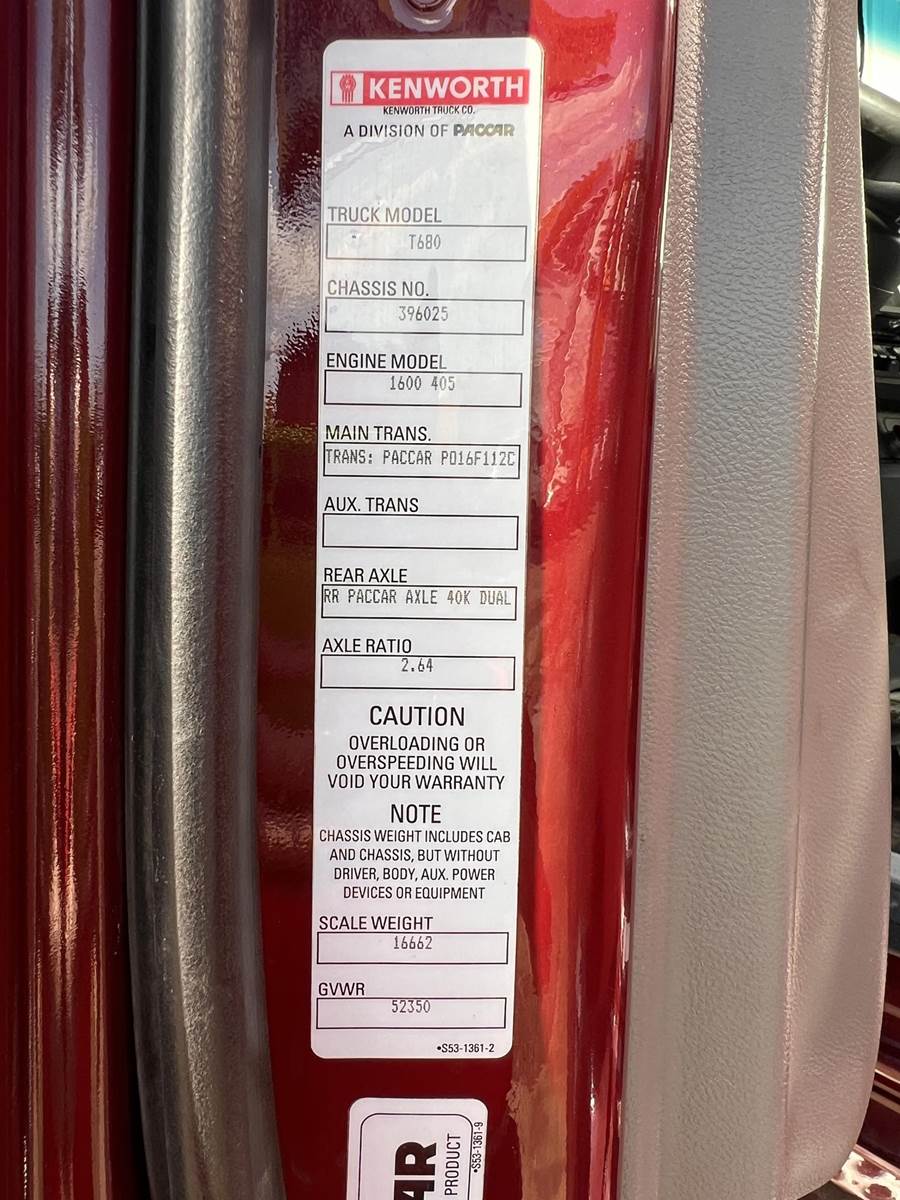 KENWORTH
KENWORTH TRUCK CO.
A DIVISION OF PACCAR
TRUCK MODEL
T680
CHASSIS NO.
396025
ENGINE MODEL
1600 405
MAIN TRANS.
TRANS: PACCAR PO16F112C
AUX. TRANS
REAR AXLE
RR PACCAR AXLE 40K DUAL
AXLE RATIO
2.64
CAUTION
OVERLOADING OR
OVERSPEEDING WILL
VOID YOUR WARRANTY
NOTE
CHASSIS WEIGHT INCLUDES CAB
AND CHASSIS, BUT WITHOUT
DRIVER, BODY, AUX. POWER
DEVICES OR EQUIPMENT
SCALE WEIGHT
16662
GVWR
52350
•S53-1361-2
AR
PRODUCT
•S53-1361-9